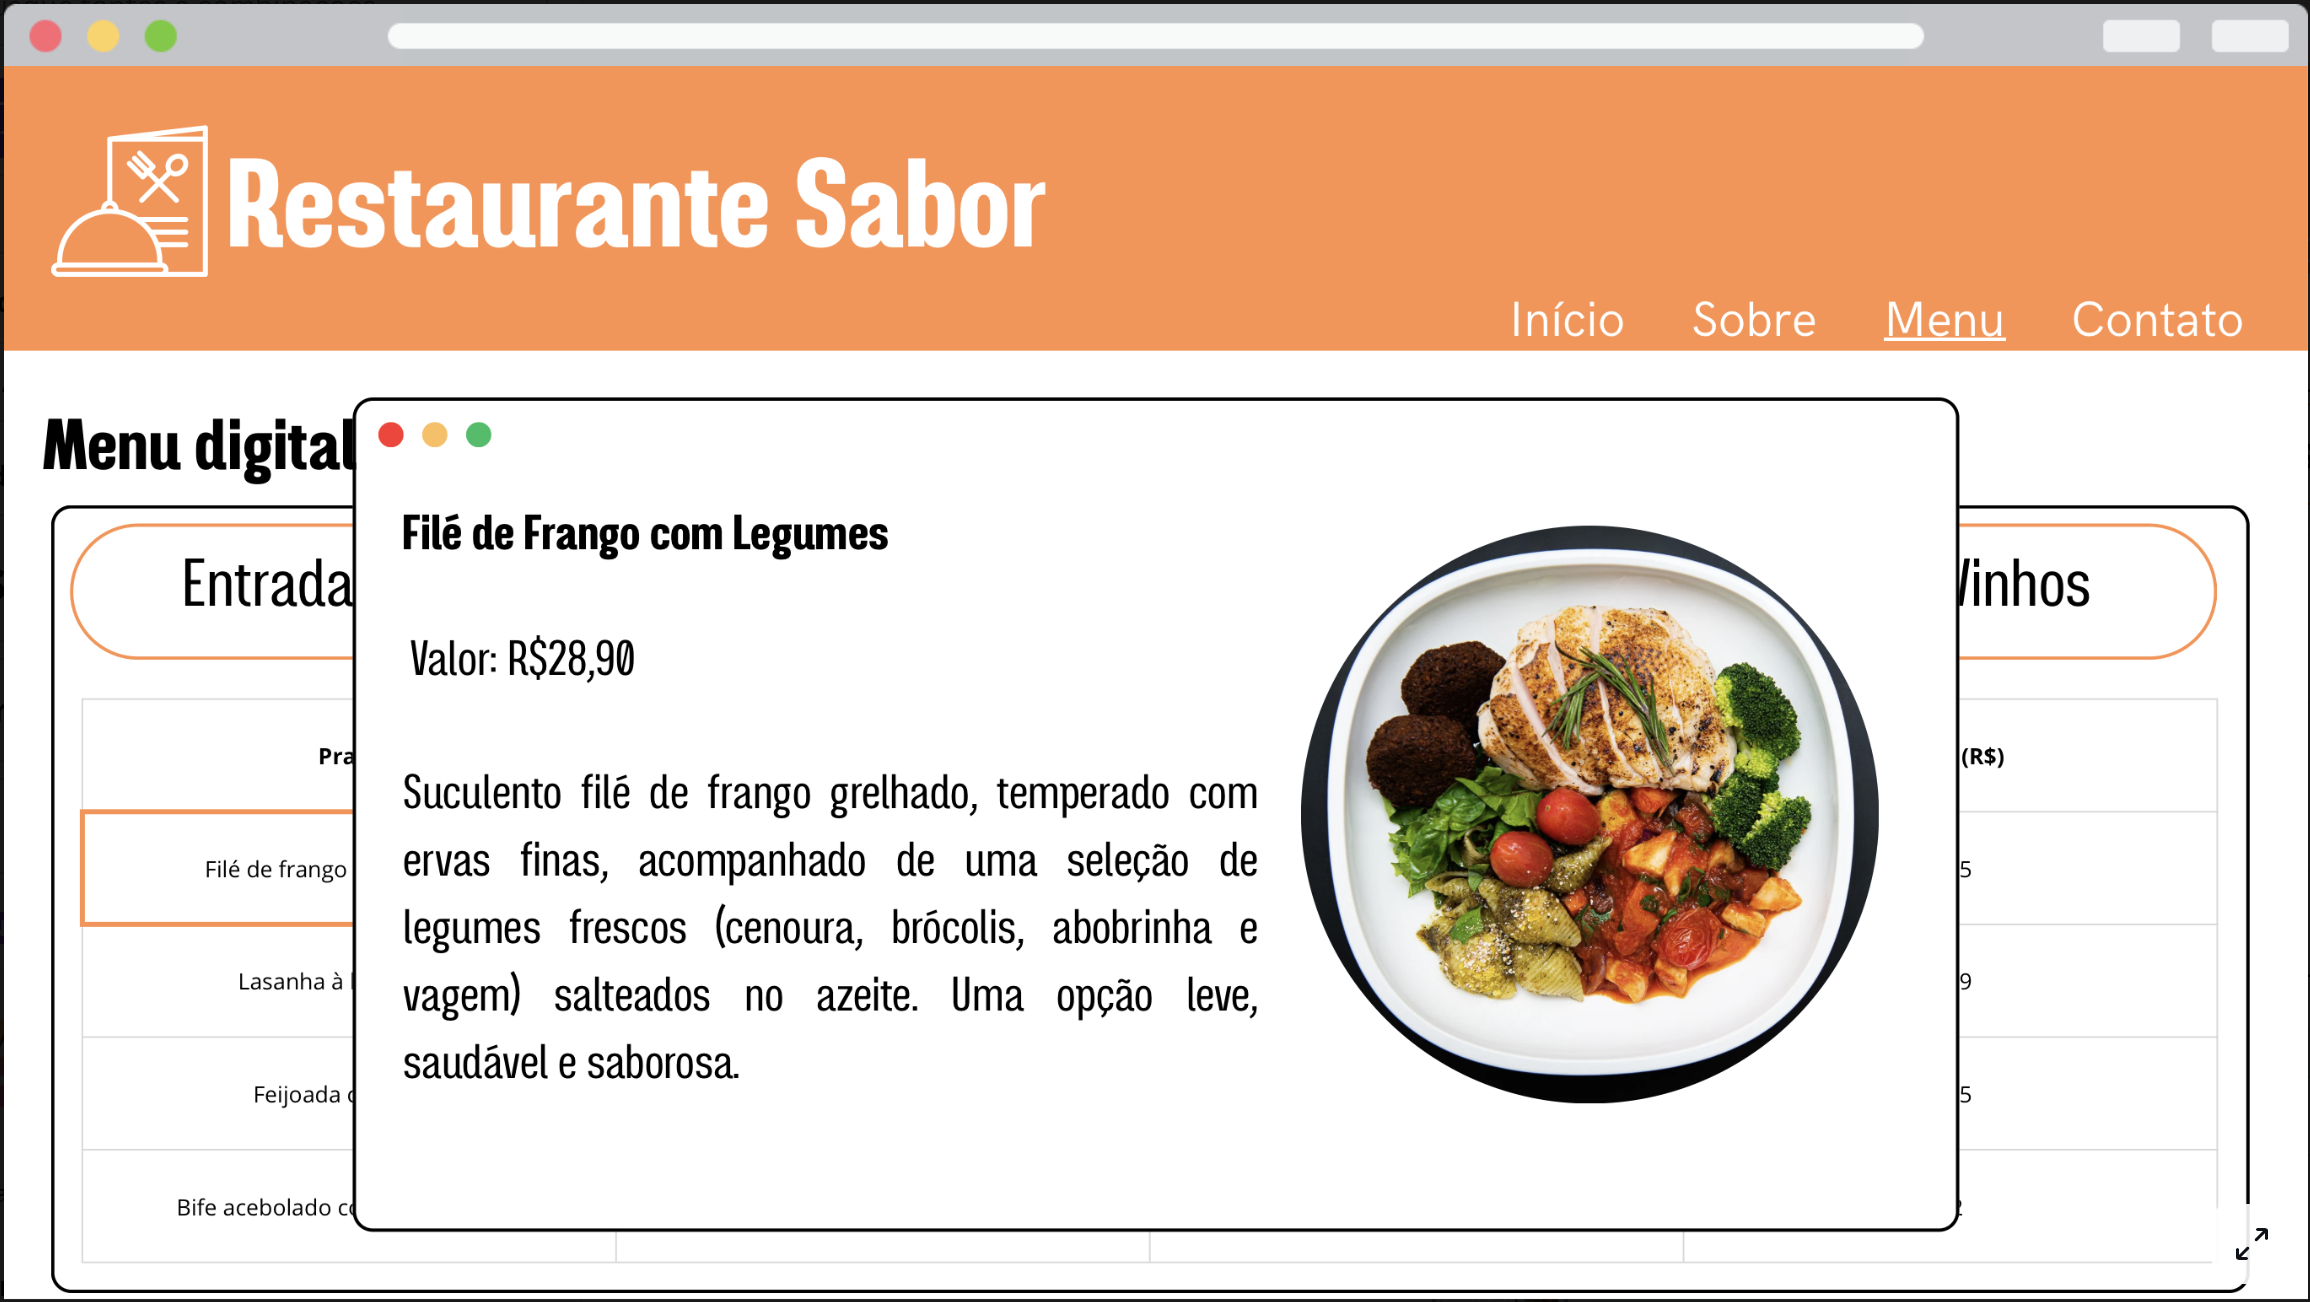 Restaurante Sabor
Início Sobre Menu Contato
Menu digital
Filé de Frango com Legumes
Valor: R$28,90
Suculento filé de frango grelhado, temperado com
ervas finas, acompanhado de uma seleção de
legumes frescos (cenoura, brócolis, abobrinha e
vagem) salteados no azeite. Uma opção leve,
saudável e saborosa.
Entrada
Vinhos
Pra
(R$)
Filé de frango
5
Lasanha à
9
Feijoada
5
Bife acebolado